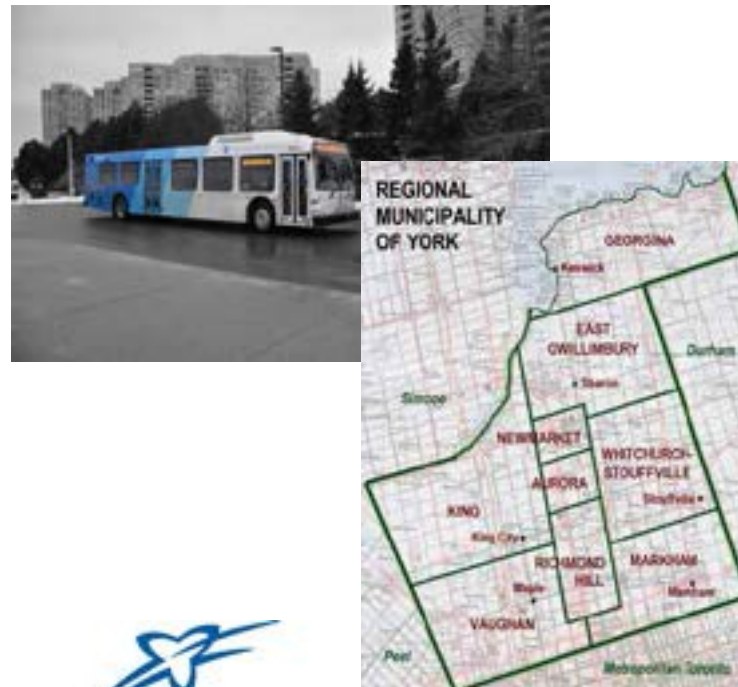 REGIONAL
MUNICIPALITY
OF YORK
GEORGINA
Keswick
EAST
GWILLIMBURY
Durham
Sharon
Simcoe
NEWMARKET
WHITCHURCH-
STOUFFVILLE
AURORA
Stouffville
KING
King City
RICHMOND
HILL
MARKHAM
Maple
Markham
VAUGHAN
Peel
Metropolitan Toronto